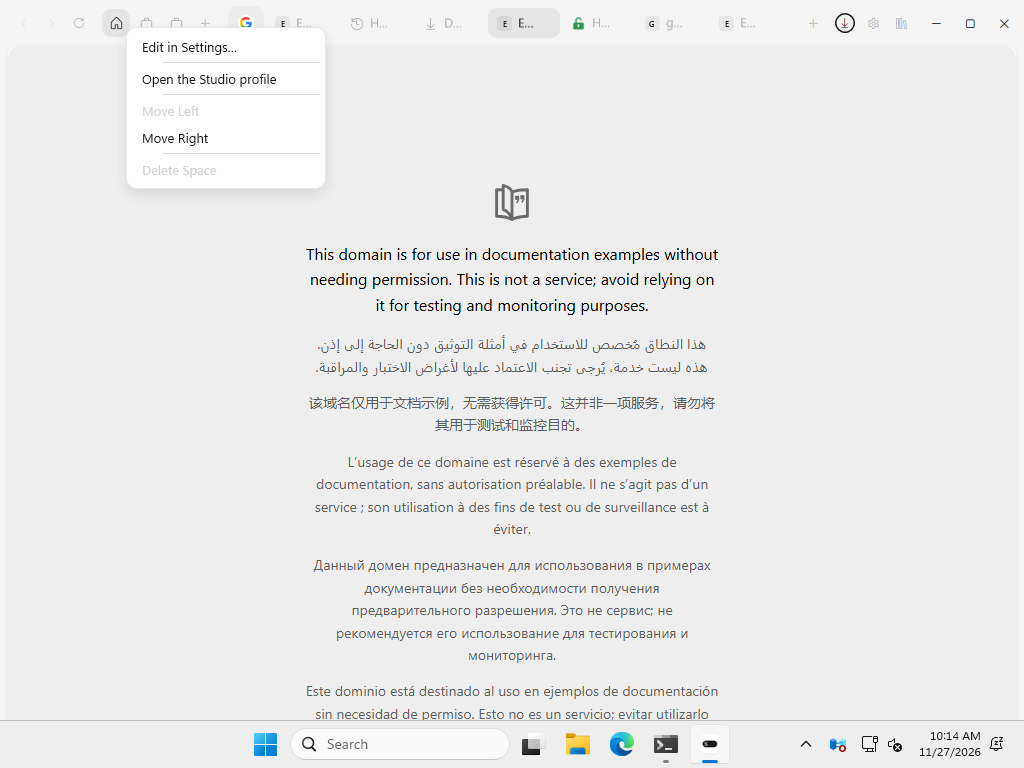 E E... H... D... E E... H... G g... E E...
Edit in Settings...
Open the Studio profile
Move Left
Move Right
Delete Space
This domain is for use in documentation examples without
needing permission. This is not a service; avoid relying on
it for testing and monitoring purposes.
هذا النطاق مُخصص للاستخدام في أمثلة التوثيق دون الحاجة إلى إذن.
هذه ليست خدمة، يُرجى تجنب الاعتماد عليها لأغراض الاختبار والمراقبة.
该域名仅用于文档示例，无需获得许可。这并非一项服务，请勿将
其用于测试和监控目的。
L’usage de ce domaine est réservé à des exemples de
documentation, sans autorisation préalable. Il ne s’agit pas d’un
service ; son utilisation à des fins de test ou de surveillance est à
éviter.
Данный домен предназначен для использования в примерах
документации без необходимости получения
предварительного разрешения. Это не сервис; не
рекомендуется его использование для тестирования и
мониторинга.
Este dominio está destinado al uso en ejemplos de documentación
sin necesidad de permiso. Esto no es un servicio; evitar utilizarlo
Search
10:14 AM
11/27/2026